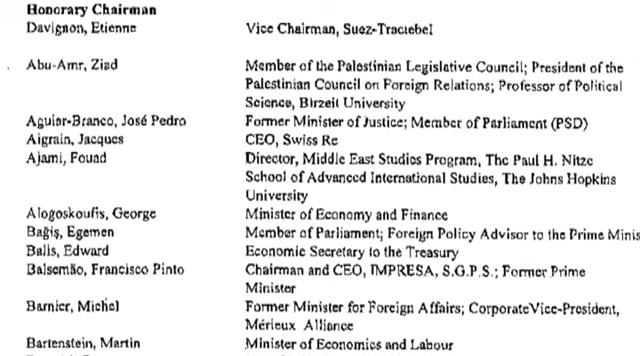 Honorary Chairman
Davignon, Etienne Vice Chairman, Suez-Tractebel
Abu-Amr, Ziad Member of the Palestinian Legislative Council; President of the
Palestinian Council on Foreign Relations; Professor of Political
Science, Birzeit University
Aguiar-Branco, José Pedro Former Minister of Justice; Member of Parliament (PSD)
Aigrain, Jacques CEO, Swiss Re
Ajami, Fouad Director, Middle East Studies Program, The Paul H. Nitze
School of Advanced International Studies, The Johns Hopkins
University
Alogoskoufis, George Minister of Economy and Finance
Bağiş, Egemen Member of Parliament; Foreign Policy Advisor to the Prime Minis
Balls, Edward Economic Secretary to the Treasury
Balsemão, Francisco Pinto Chairman and CEO, IMPRESA, S.G.P.S.; Former Prime
Minister
Barnier, Michel Former Minister for Foreign Affairs; CorporateVice-President,
Mérieux Alliance
Bartenstein, Martin Minister of Economics and Labour